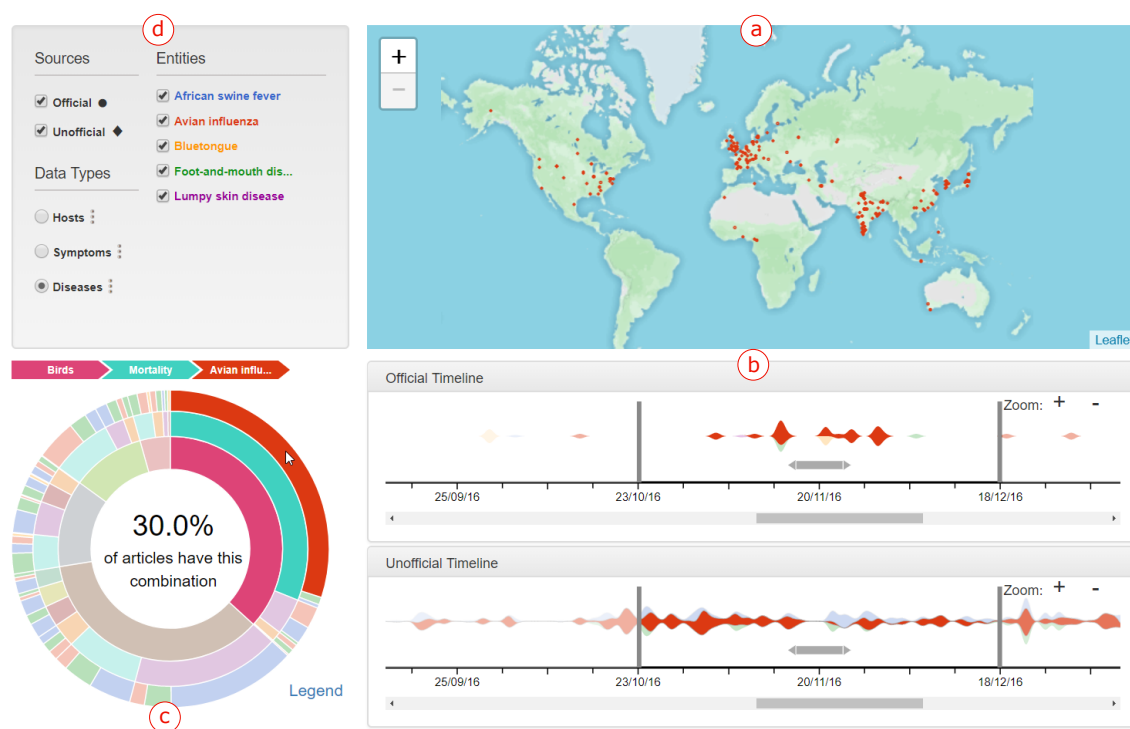 d
Sources
Entities
Official
Unofficial
African swine fever
Avian influenza
Bluetongue
Foot-and-mouth dis...
Lumpy skin disease
Data Types
Hosts
Symptoms
Diseases
a
+
-
Leafle
Birds
Mortality
Avian influ...
30.0%
of articles have this
combination
Legend
c
b
Official Timeline
Zoom: + -
25/09/16 23/10/16 20/11/16 18/12/16
Unofficial Timeline
Zoom: + -
25/09/16 23/10/16 20/11/16 18/12/16